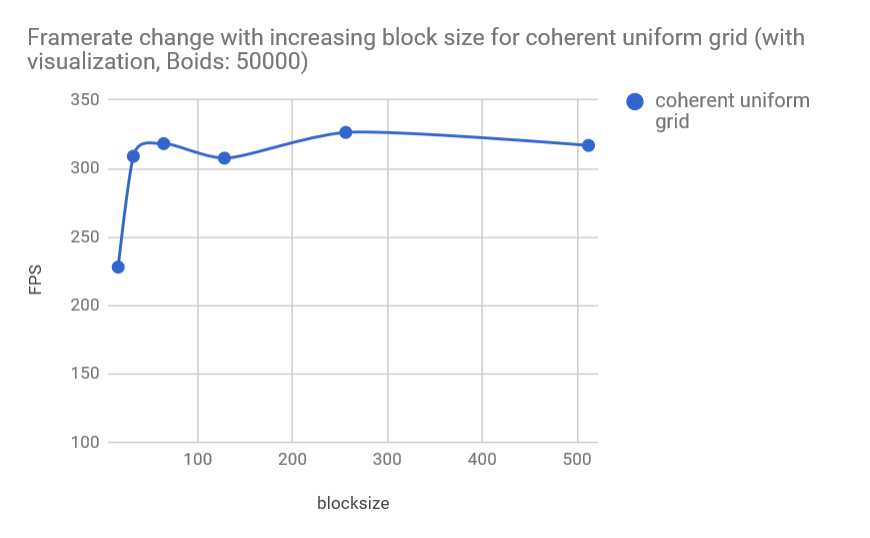 Framerate change with increasing block size for coherent uniform grid (with
visualization, Boids: 50000)
coherent uniform
grid
350
300
250
200
150
100
FPS
100
200
300
400
500
blocksize